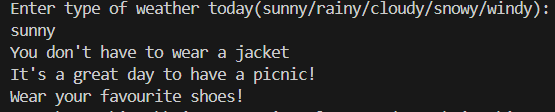 Enter type of weather today(sunny/rainy/cloudy/snowy/windy):
sunny
You don't have to wear a jacket
It's a great day to have a picnic!
Wear your favourite shoes!